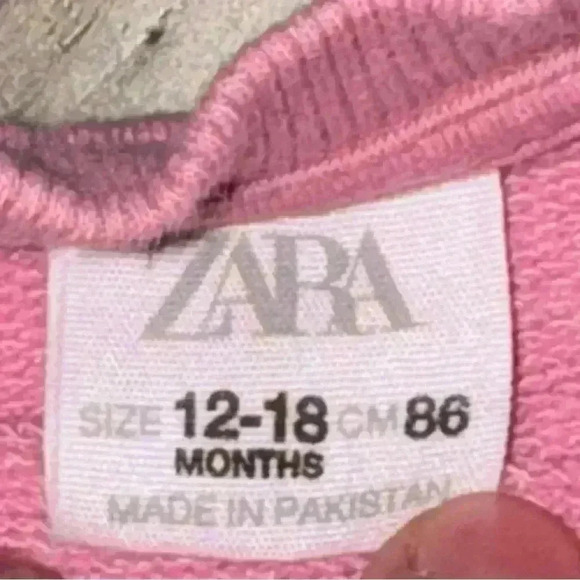 ZARA
SIZE 12-18 CM 86
MONTHS
MADE IN PAKISTAN